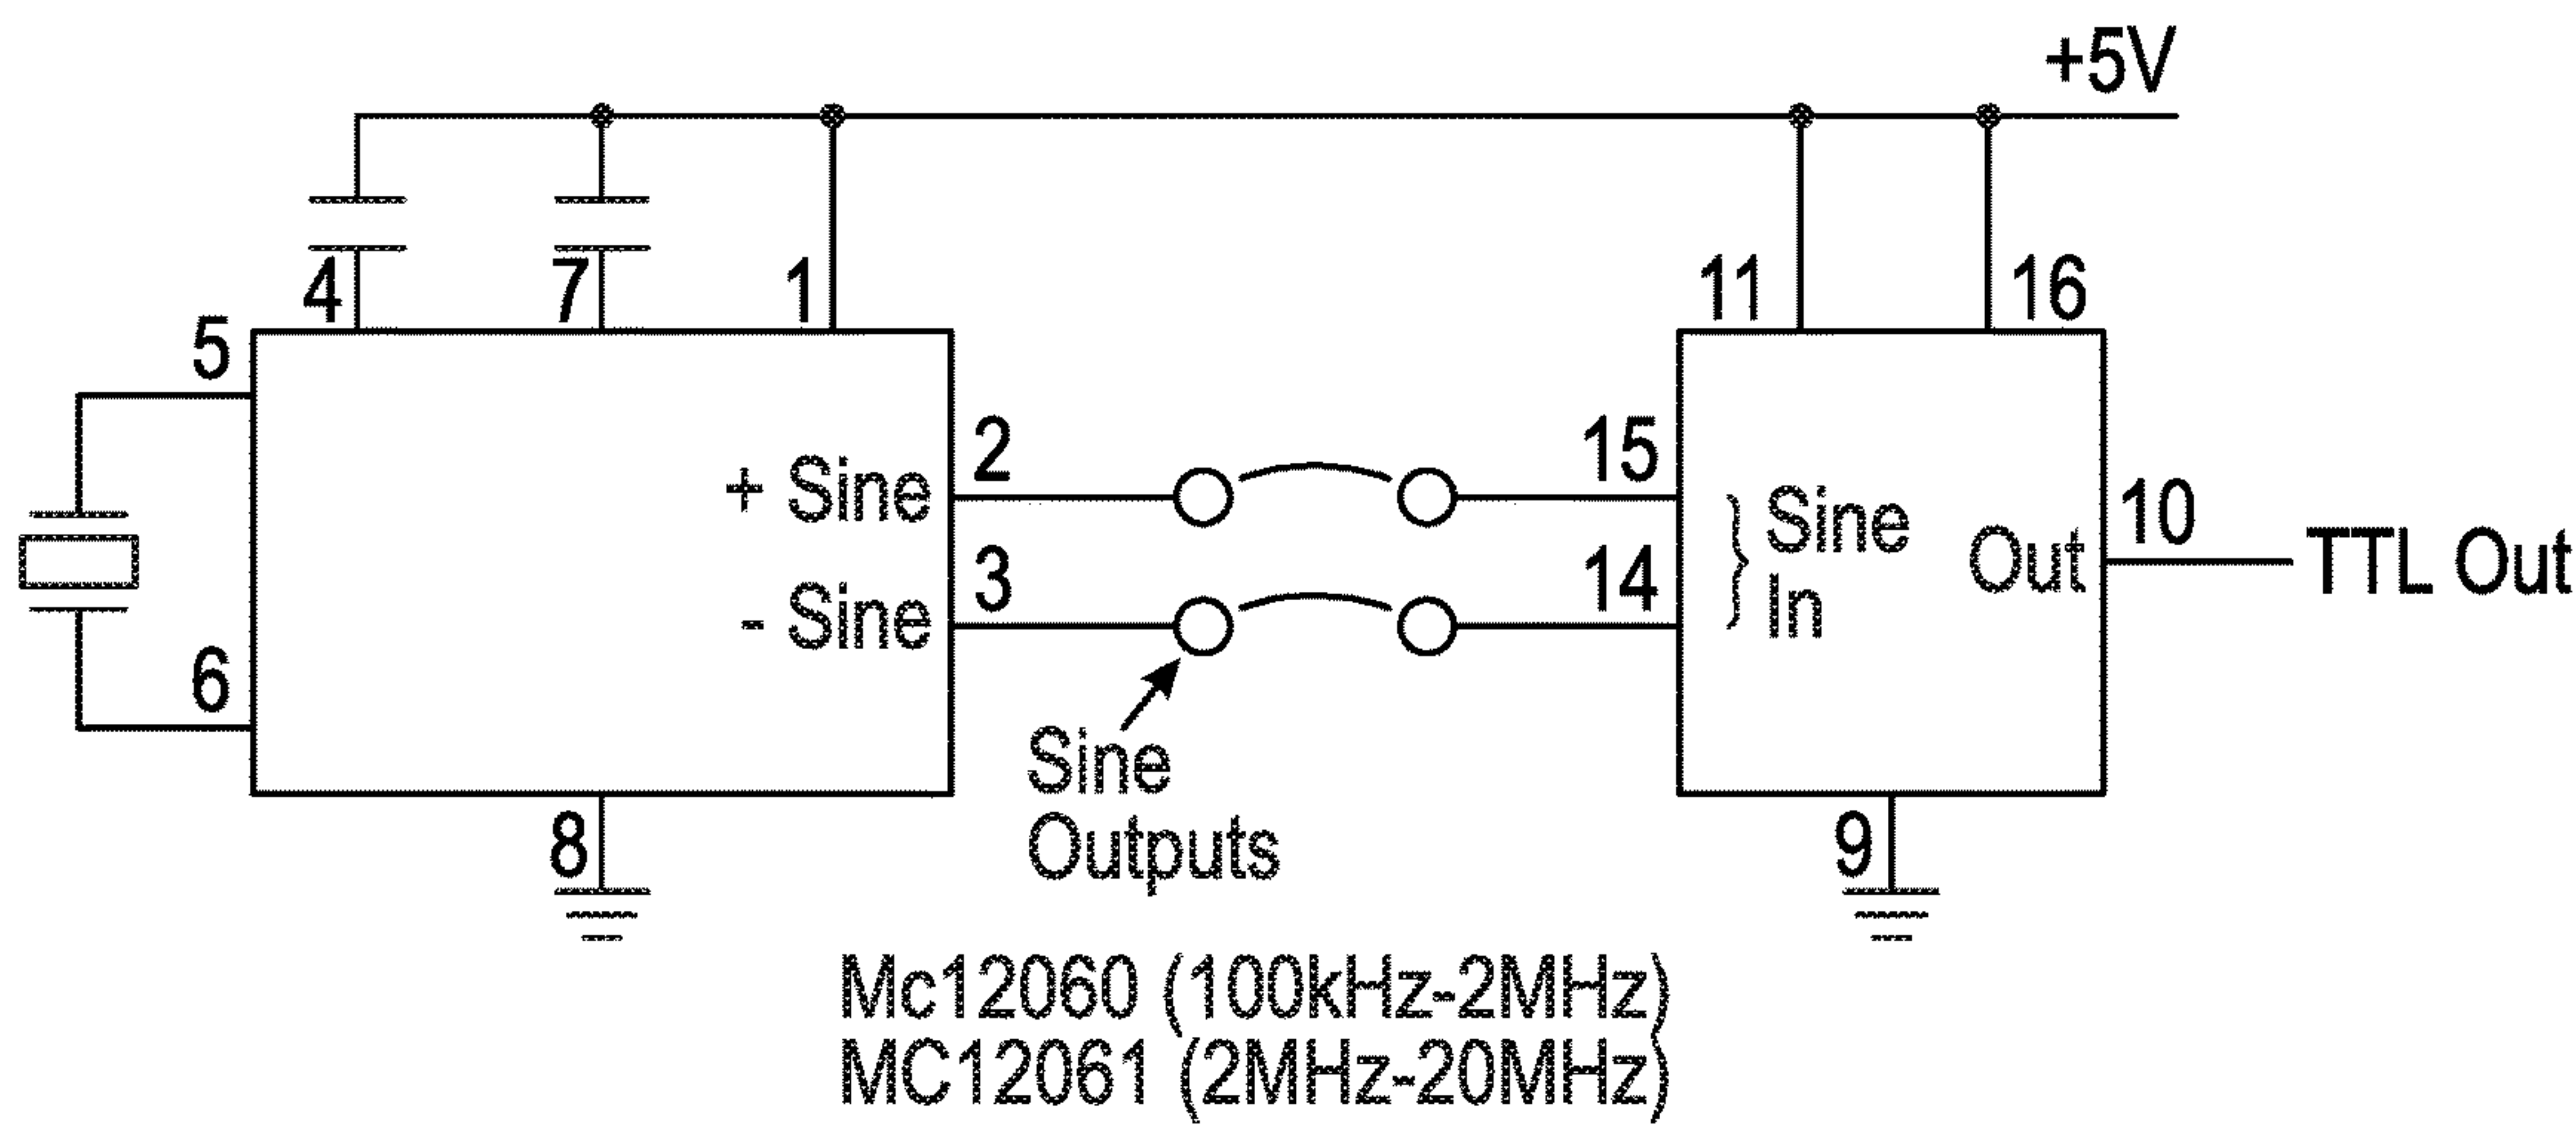 +5V
4
7
1
11
16
5
2
15
+ Sine
Sine
In
Out
10
TTL Out
3
14
- Sine
6
Sine
Outputs
8
9
Mc12060 (100kHz-2MHz)
MC12061 (2MHz-20MHz)